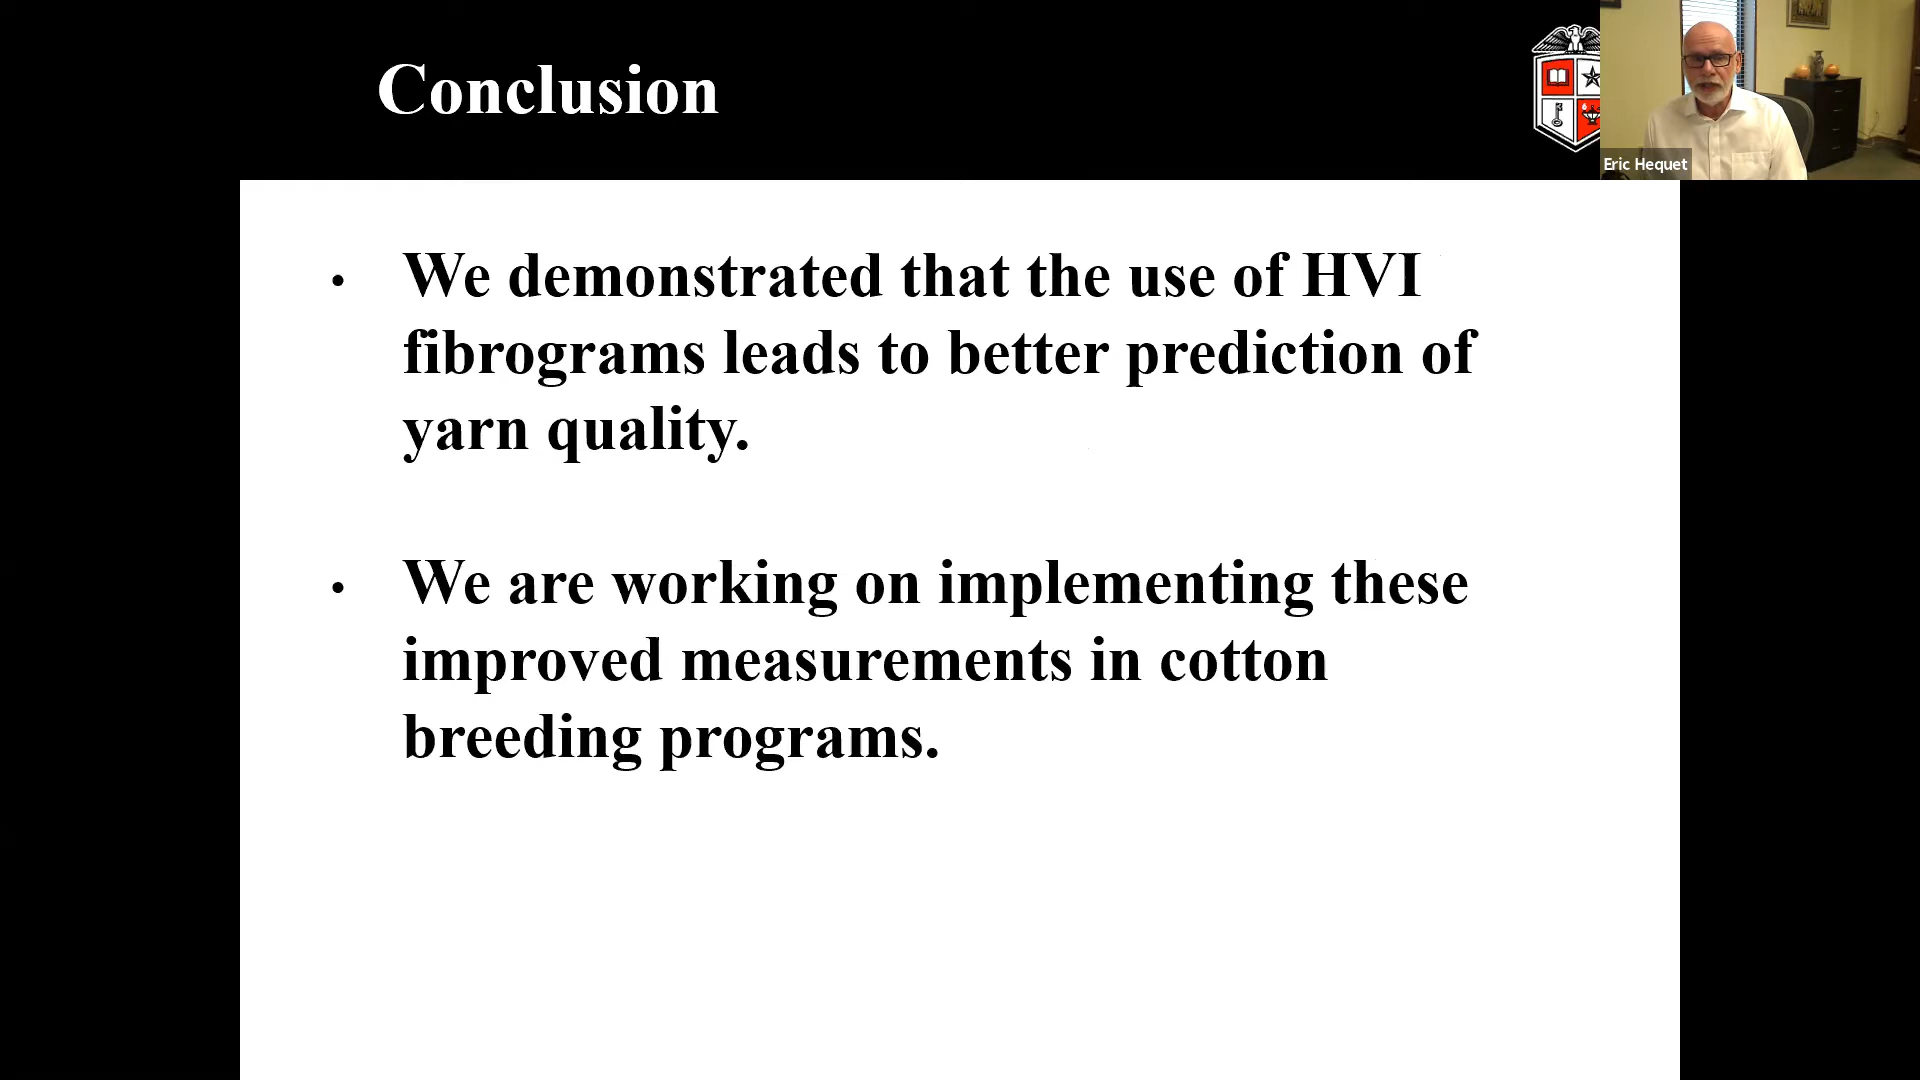 Conclusion
Eric Hequet
• We demonstrated that the use of HVI
fibrograms leads to better prediction of
yarn quality.
• We are working on implementing these
improved measurements in cotton
breeding programs.